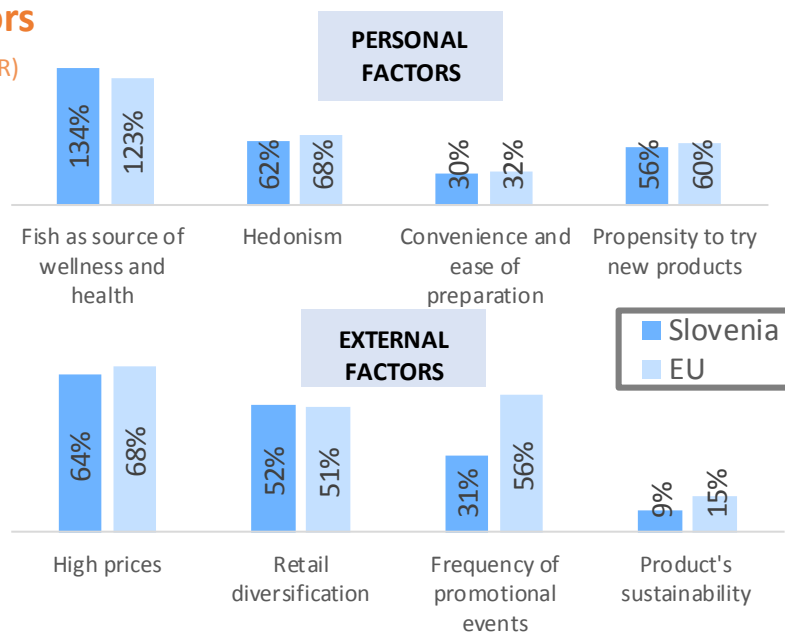 ors
R)
PERSONAL
FACTORS
134%
123%
62%
68%
30%
32%
56%
60%
Fish as source of
wellness and
health
Hedonism
Convenience and
ease of
preparation
Propensity to try
new products
EXTERNAL
FACTORS
Slovenia
EU
64%
68%
52%
51%
31%
56%
9%
15%
High prices
Retail
diversification
Frequency of
promotional
events
Product's
sustainability